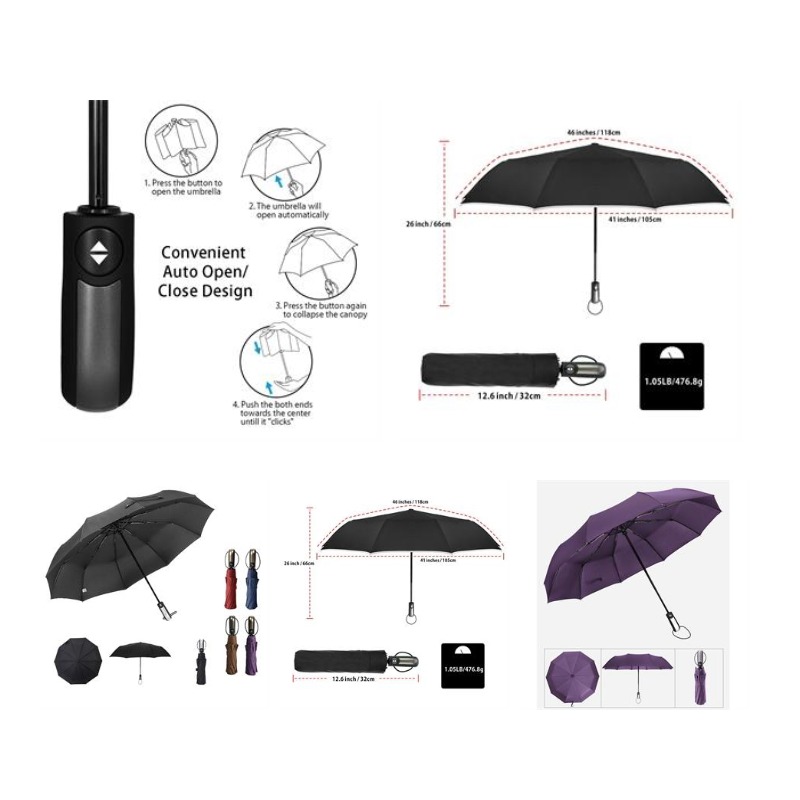 1. Press the button to
open the umbrella
2. The umbrella will
open automatically
Convenient
Auto Open/
Close Design
3. Press the button again
to collapse the canopy
4. Push the both ends
towards the center
untill it "clicks"
46 inches / 118cm
26 inch / 66cm
41 inches / 105cm
12.6 inch / 32cm
1.05LB/476.8g
46 inches / 118cm
26 inch / 66cm
41 inches / 105cm
12.6 inch / 32cm
1.05LB/476.8g